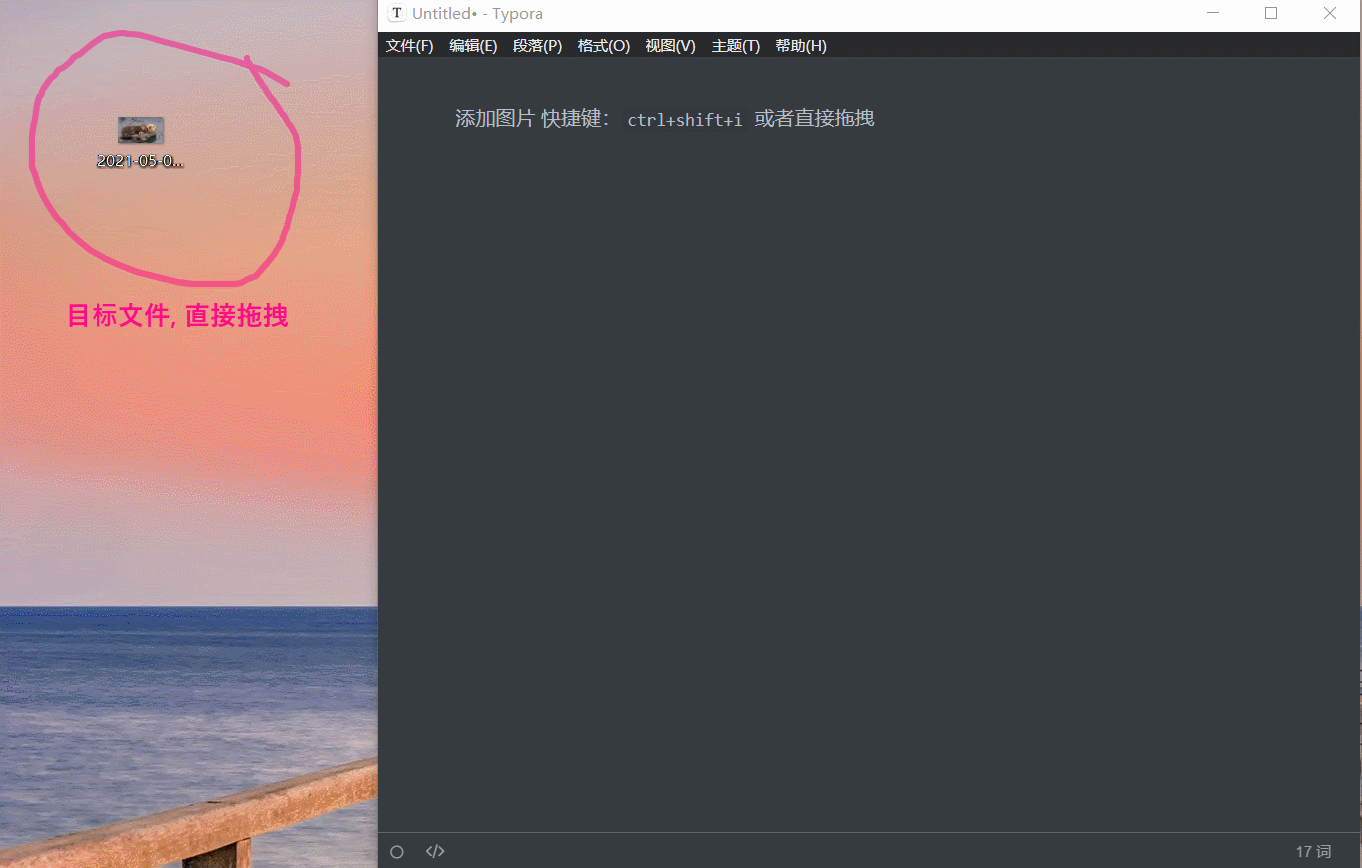 T Untitled• - Typora
文件(F) 编辑(E) 段落(P) 格式(O) 视图(V) 主题(T) 帮助(H)
添加图片 快捷键： ctrl+shift+i 或者直接拖拽
2021-05-0...
目标文件, 直接拖拽
</> 17 词